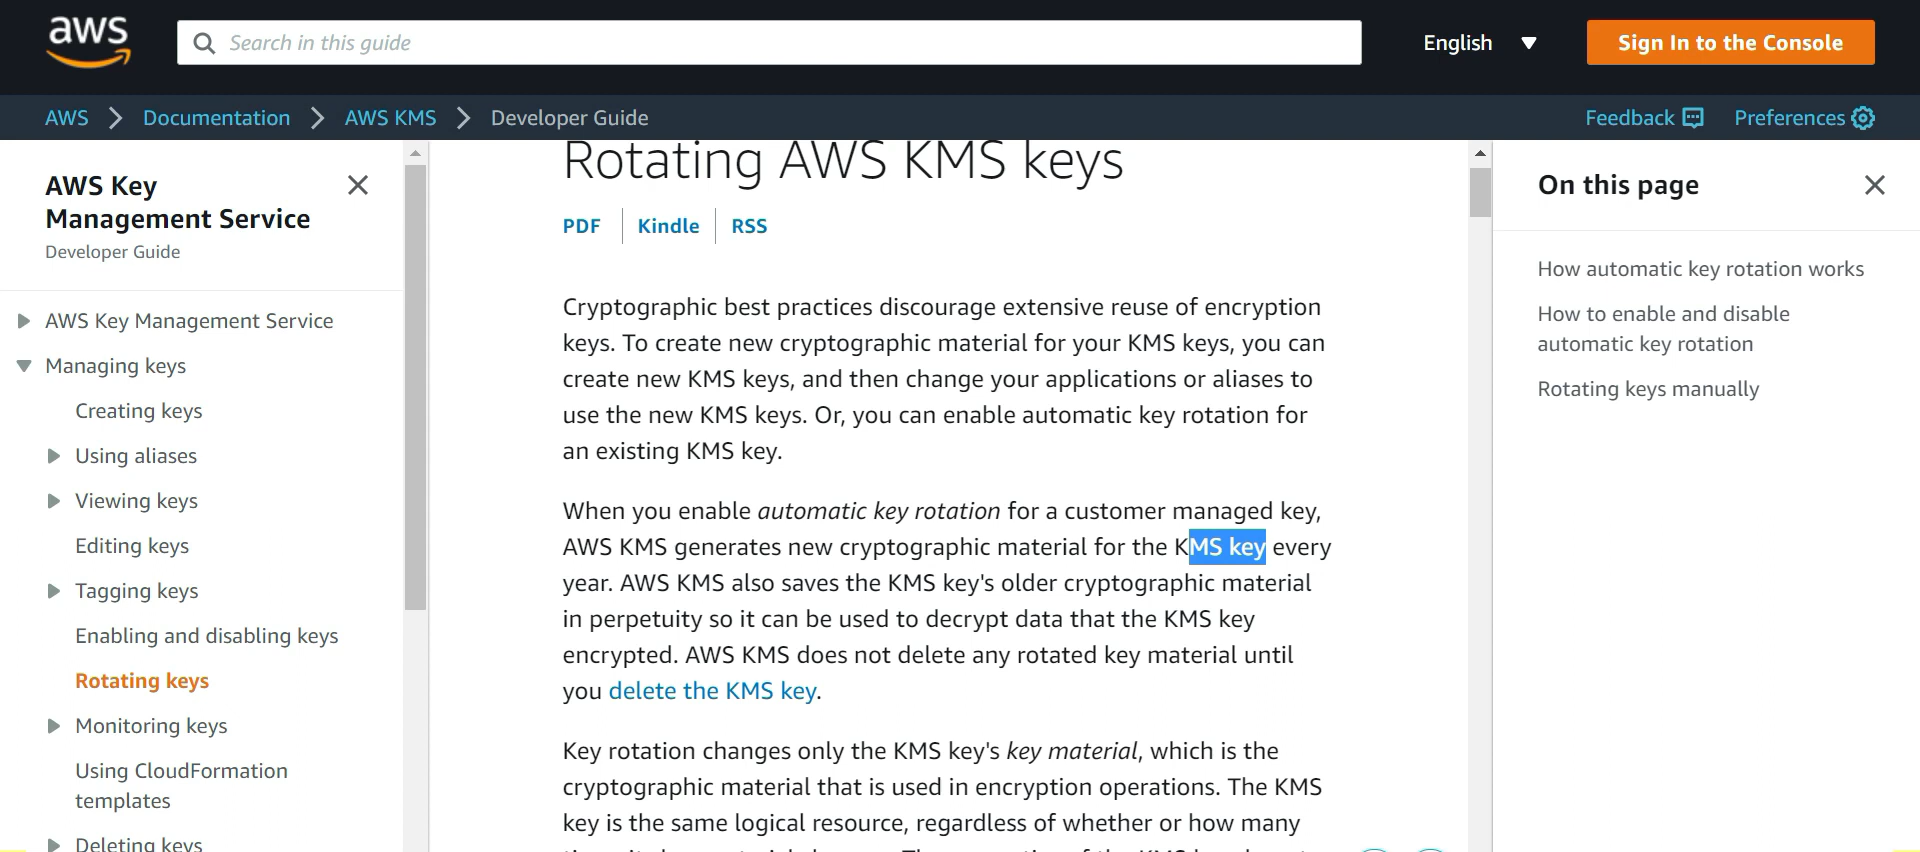 aws
Search in this guide
English
Sign In to the Console
AWS
Documentation
AWS KMS
Developer Guide
Feedback
Preferences
AWS Key
Management Service
Developer Guide
AWS Key Management Service
Managing keys
Creating keys
Using aliases
Viewing keys
Editing keys
Tagging keys
Enabling and disabling keys
Rotating keys
Monitoring keys
Using CloudFormation
templates
Deleting keys
Rotating AWS KMS keys
PDF
Kindle
RSS
Cryptographic best practices discourage extensive reuse of encryption
keys. To create new cryptographic material for your KMS keys, you can
create new KMS keys, and then change your applications or aliases to
use the new KMS keys. Or, you can enable automatic key rotation for
an existing KMS key.
When you enable automatic key rotation for a customer managed key,
AWS KMS generates new cryptographic material for the KMS key every
year. AWS KMS also saves the KMS key's older cryptographic material
in perpetuity so it can be used to decrypt data that the KMS key
encrypted. AWS KMS does not delete any rotated key material until
you delete the KMS key.
Key rotation changes only the KMS key's key material, which is the
cryptographic material that is used in encryption operations. The KMS
key is the same logical resource, regardless of whether or how many
On this page
How automatic key rotation works
How to enable and disable
automatic key rotation
Rotating keys manually